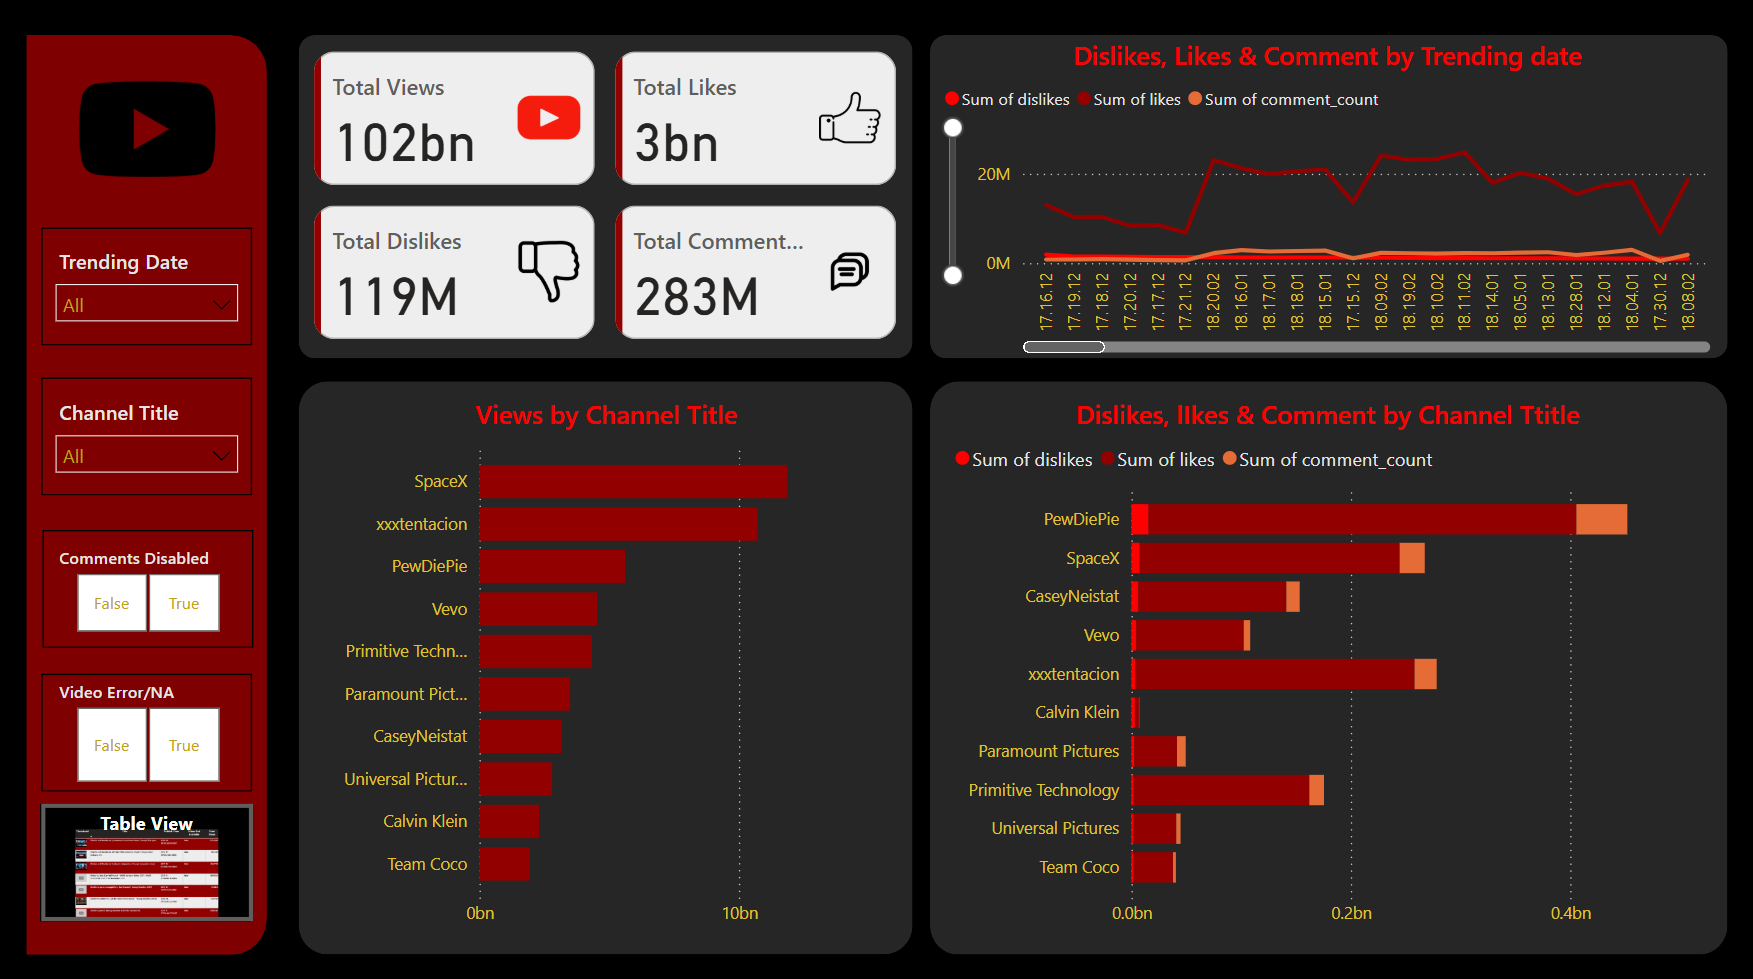 Trending Date
All
Channel Title
All
Comments Disabled
False True
Video Error/NA
False True
Table View
Total Views
102bn
Total Likes
3bn
Total Dislikes
119M
Total Comment...
283M
Dislikes, Likes & Comment by Trending date
Sum of dislikes Sum of likes Sum of comment_count
20M
0M
17.16.12 17.19.12 17.18.12 17.20.12 17.17.12 17.21.12 18.20.02 18.16.01 18.17.01 18.18.01 18.15.01 17.15.12 18.09.02 18.19.02 18.10.02 18.11.02 18.14.01 18.05.01 18.13.01 18.28.01 18.12.01 18.04.01 17.30.12 18.08.02
Views by Channel Title
SpaceX
xxxtentacion
PewDiePie
Vevo
Primitive Techn...
Paramount Pict...
CaseyNeistat
Universal Pictur...
Calvin Klein
Team Coco
0bn 10bn
Dislikes, lIkes & Comment by Channel Ttitle
Sum of dislikes Sum of likes Sum of comment_count
PewDiePie
SpaceX
CaseyNeistat
Vevo
xxxtentacion
Calvin Klein
Paramount Pictures
Primitive Technology
Universal Pictures
Team Coco
0.0bn 0.2bn 0.4bn